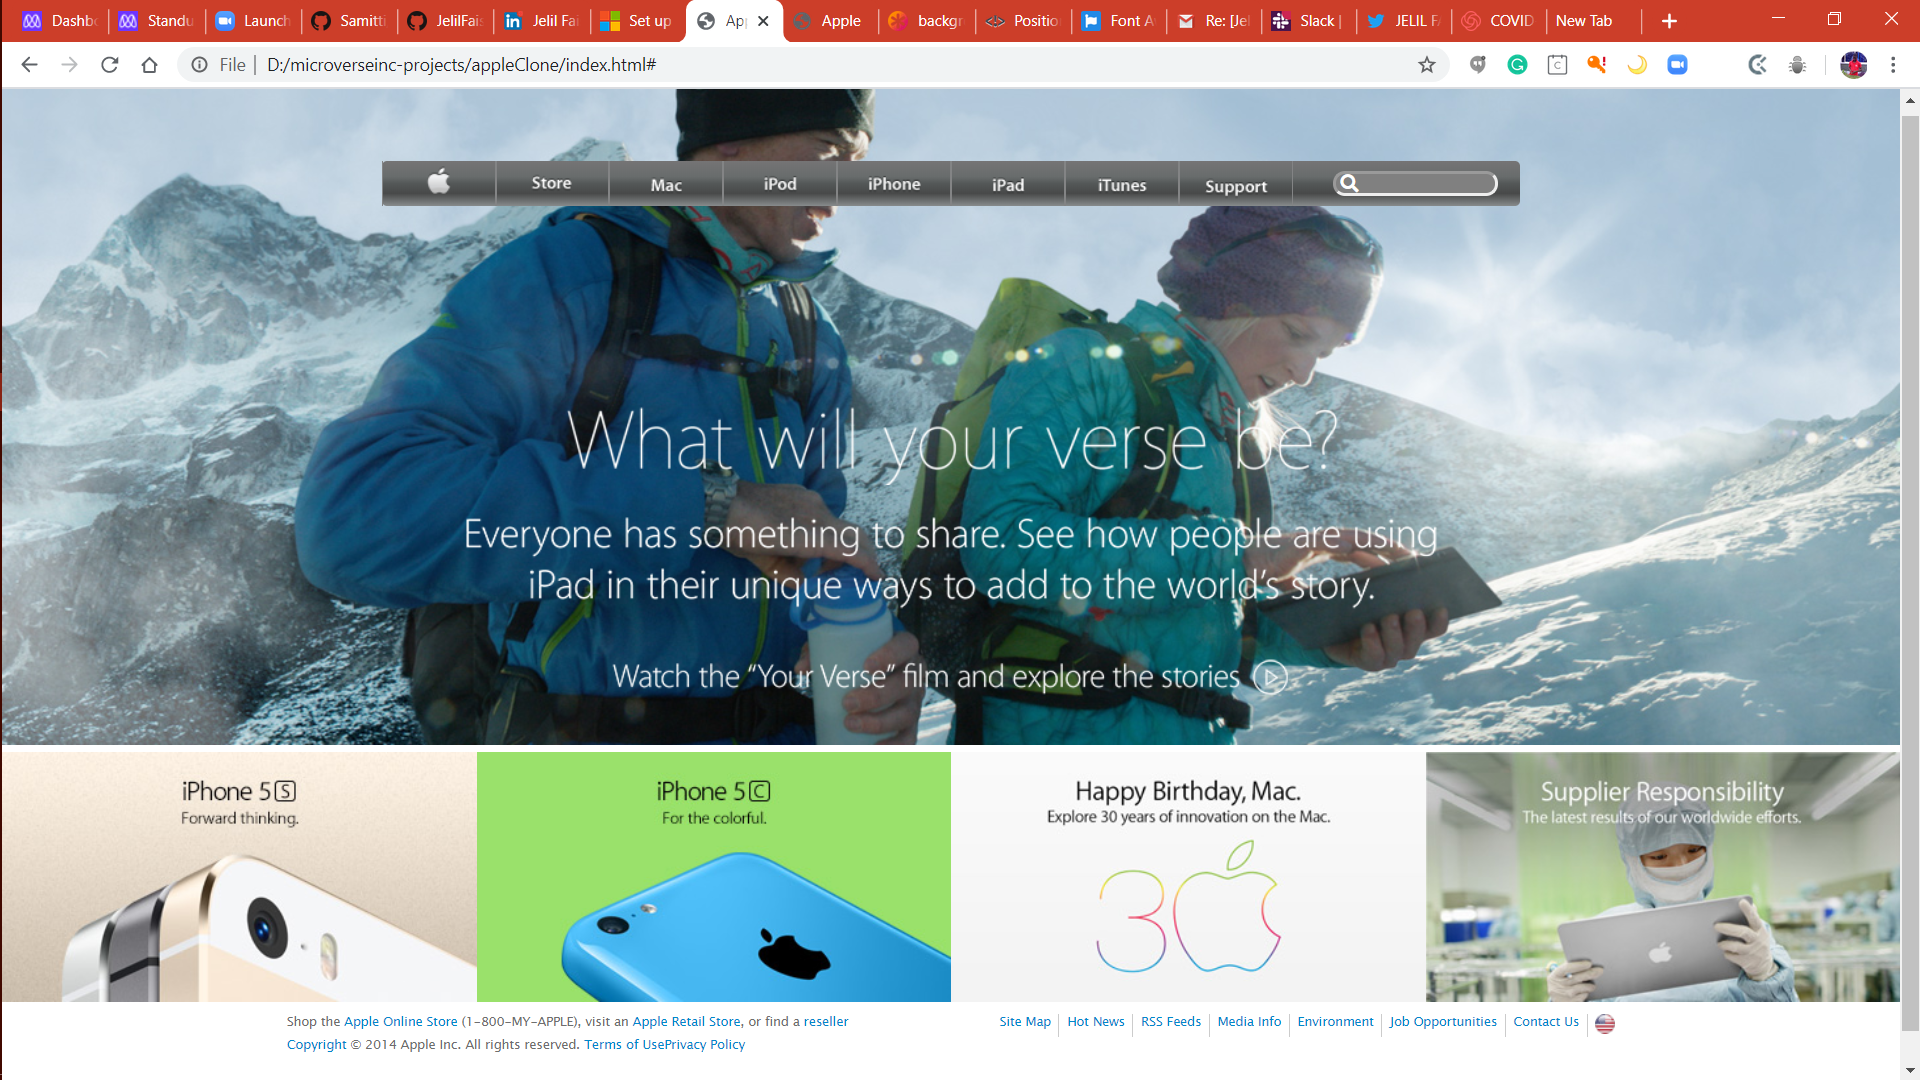 Dashbo
Standu
Launch
Samitti
JelilFais
Jelil Fai
Set up
App
Apple
backgr
Position
Font A
Re: [Jel
Slack |
JELIL FA
COVID
New Tab
File | D:/microverseinc-projects/appleClone/index.html#
Store
Mac
iPod
iPhone
iPad
iTunes
Support
What will your verse be?
Everyone has something to share. See how people are using
iPad in their unique ways to add to the world's story.
Watch the “Your Verse” film and explore the stories
iPhone 5S
Forward thinking.
iPhone 5C
For the colorful.
Happy Birthday, Mac.
Explore 30 years of innovation on the Mac.
30
Supplier Responsibility
The latest results of our worldwide efforts.
Shop the Apple Online Store (1-800-MY-APPLE), visit an Apple Retail Store, or find a reseller
Site Map
Hot News
RSS Feeds
Media Info
Environment
Job Opportunities
Contact Us
Copyright © 2014 Apple Inc. All rights reserved. Terms of UsePrivacy Policy